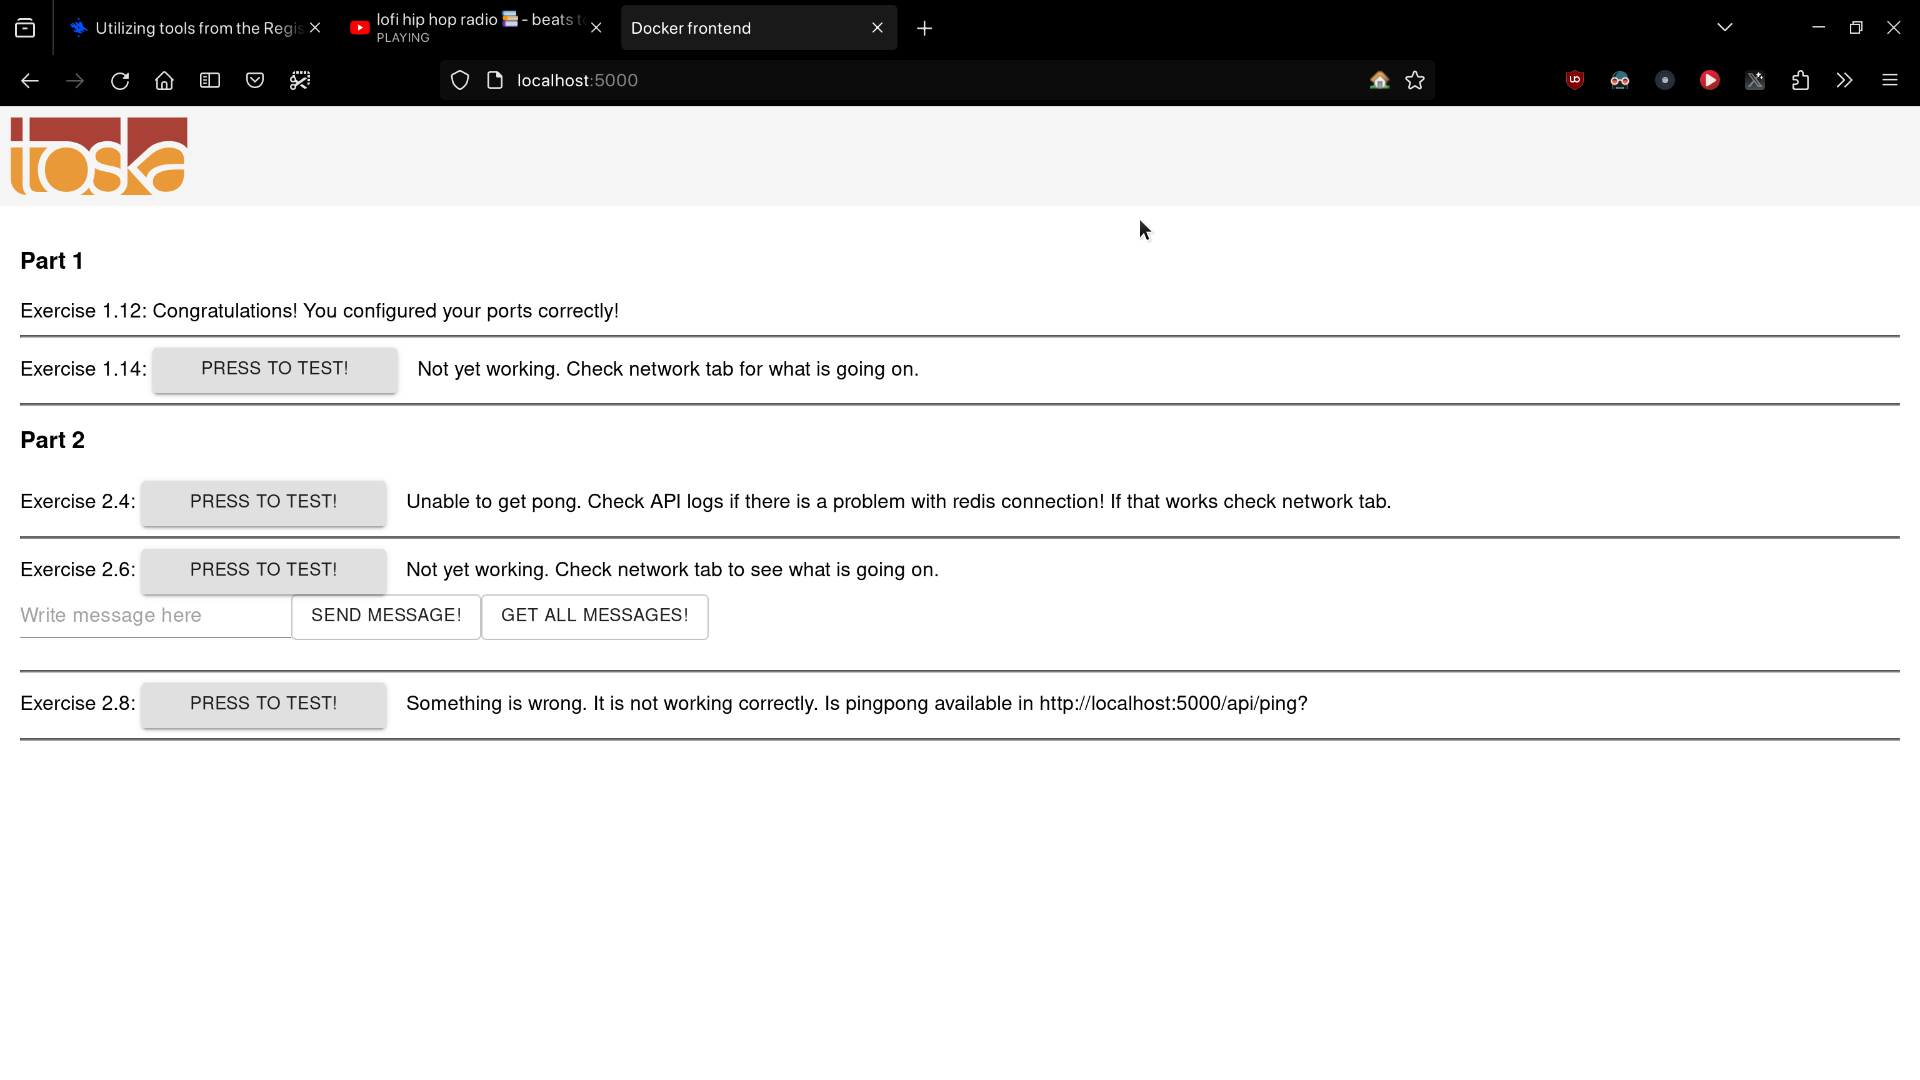 Utilizing tools from the Regis
lofi hip hop radio 📚 - beats to
PLAYING
Docker frontend
localhost:5000
toska
Part 1
Exercise 1.12: Congratulations! You configured your ports correctly!
Exercise 1.14: PRESS TO TEST! Not yet working. Check network tab for what is going on.
Part 2
Exercise 2.4: PRESS TO TEST! Unable to get pong. Check API logs if there is a problem with redis connection! If that works check network tab.
Exercise 2.6: PRESS TO TEST! Not yet working. Check network tab to see what is going on.
Write message here SEND MESSAGE! GET ALL MESSAGES!
Exercise 2.8: PRESS TO TEST! Something is wrong. It is not working correctly. Is pingpong available in http://localhost:5000/api/ping?